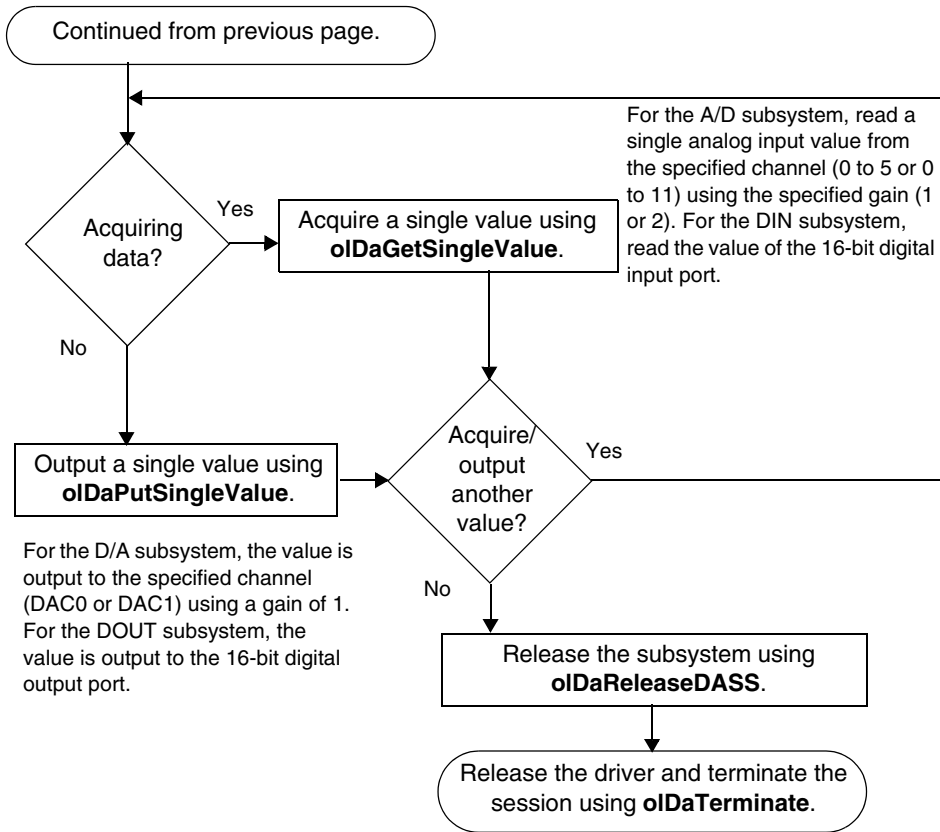 Continued from previous page.
For the A/D subsystem, read a
single analog input value from
the specified channel (0 to 5 or 0
to 11) using the specified gain (1
or 2). For the DIN subsystem,
read the value of the 16-bit digital
input port.
Acquiring
data?
Yes
Acquire a single value using
olDaGetSingleValue.
No
Output a single value using
olDaPutSingleValue.
For the D/A subsystem, the value is
output to the specified channel
(DAC0 or DAC1) using a gain of 1.
For the DOUT subsystem, the
value is output to the 16-bit digital
output port.
Acquire/
output
another
value?
Yes
No
Release the subsystem using
olDaReleaseDASS.
Release the driver and terminate the
session using olDaTerminate.